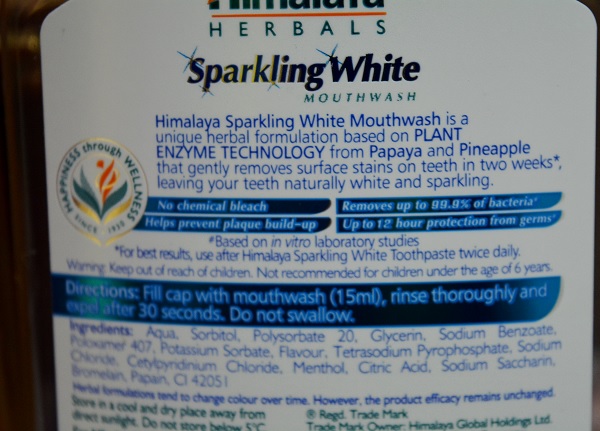 Himalaya
HERBALS
Sparkling White
MOUTHWASH
Himalaya Sparkling White Mouthwash is a
unique herbal formulation based on PLANT
ENZYME TECHNOLOGY from Papaya and Pineapple
that gently removes surface stains on teeth in two weeks*,
leaving your teeth naturally white and sparkling.
HAPPINESS through WELLNESS
SINCE 1930
No chemical bleach
Removes up to 99.9% of bacteria#
Helps prevent plaque build-up
Up to 12 hour protection from germs#
#Based on in vitro laboratory studies
*For best results, use after Himalaya Sparkling White Toothpaste twice daily.
Warning: Keep out of reach of children. Not recommended for children under the age of 6 years.
Directions: Fill cap with mouthwash (15ml), rinse thoroughly and
expel after 30 seconds. Do not swallow.
Ingredients: Aqua, Sorbitol, Polysorbate 20, Glycerin, Sodium Benzoate,
Poloxamer 407, Potassium Sorbate, Flavour, Tetrasodium Pyrophosphate, Sodium
Chloride, Cetylpyridinium Chloride, Menthol, Citric Acid, Sodium Saccharin,
Bromelain, Papain, CI 42051
Herbal formulations tend to change colour over time. However, the product efficacy remains unchanged.
Store in a cool and dry place away from
direct sunlight. Do not store below 5°C
® Regd. Trade Mark
Trade Mark Owner: Himalaya Global Holdings Ltd.